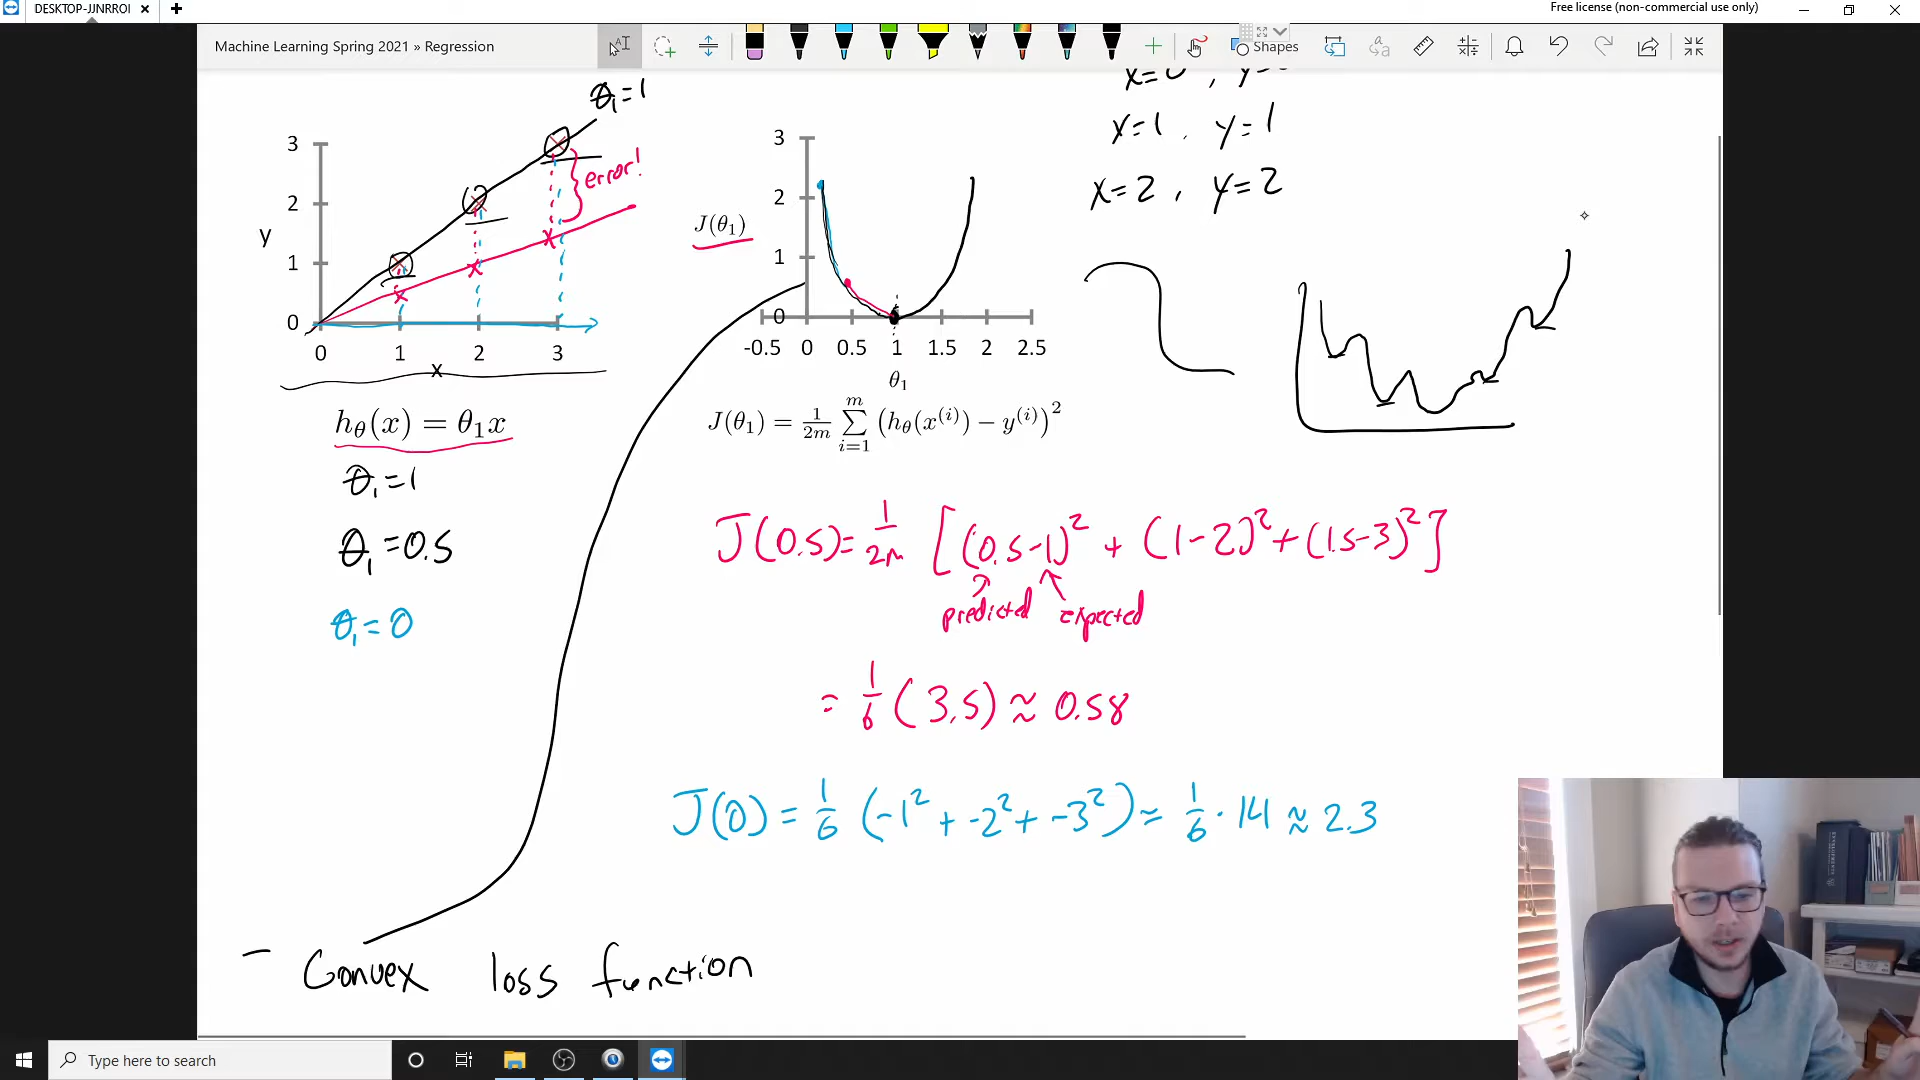 DESKTOP-JJNRROI
Free license (non-commercial use only)
Machine Learning Spring 2021 » Regression
Shapes
θ₁=1
3
2
1
0
y
0 1 2 3
x
error!
3
2
1
0
J(θ₁)
-0.5 0 0.5 1 1.5 2 2.5
θ₁
x=0 , y=
x=1 , y=1
x=2 , y=2
h_θ(x) = θ₁x
J(θ₁) = 1/2m Σ_{i=1}^{m} (h_θ(x^(i)) − y^(i))²
θ₁=1
θ₁=0.5
θ₁=0
J(0.5)= 1/2m [(0.5-1)² + (1-2)² + (1.5-3)²]
predicted expected
= 1/6 (3.5) ≈ 0.58
J(0) = 1/6 (-1² + -2² + -3²) ≈ 1/6 · 14 ≈ 2.3
- Convex loss function
Type here to search